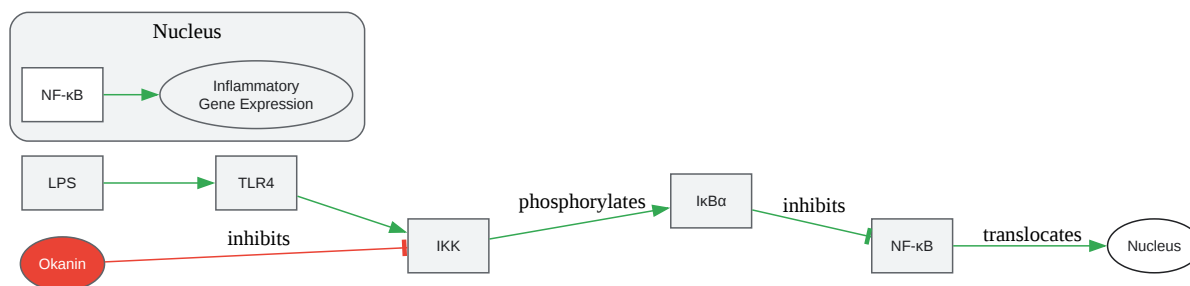 Nucleus
NF-κB
Inflammatory
Gene Expression
LPS
TLR4
phosphorylates
IκBα
inhibits
inhibits
IKK
NF-κB
translocates
Nucleus
Okanin